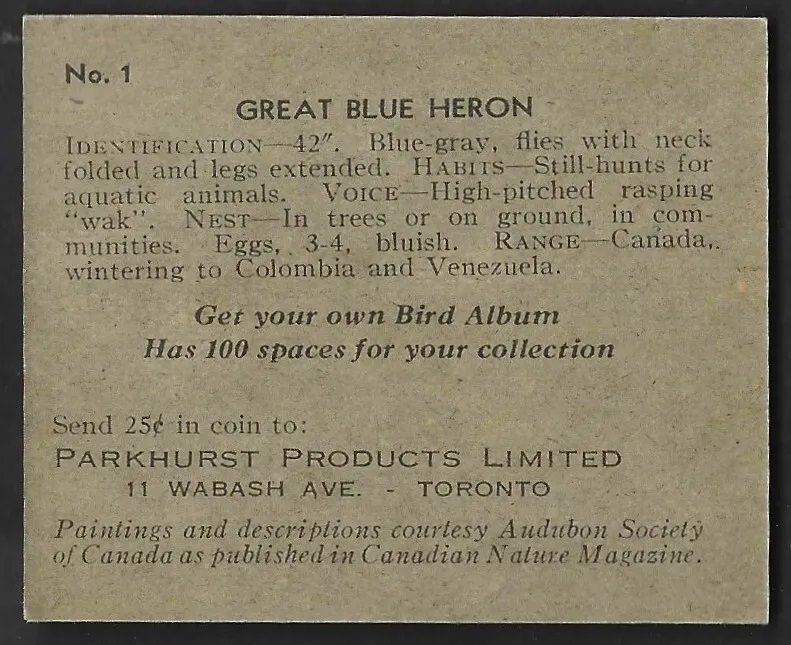 No. 1
GREAT BLUE HERON
IDENTIFICATION—42". Blue-gray, flies with neck
folded and legs extended. HABITS—Still-hunts for
aquatic animals. VOICE—High-pitched rasping
"wak". NEST—In trees or on ground, in com-
munities. Eggs, 3-4, bluish. RANGE—Canada,
wintering to Colombia and Venezuela.
Get your own Bird Album
Has 100 spaces for your collection
Send 25¢ in coin to:
PARKHURST PRODUCTS LIMITED
11 WABASH AVE. - TORONTO
Paintings and descriptions courtesy Audubon Society
of Canada as published in Canadian Nature Magazine.